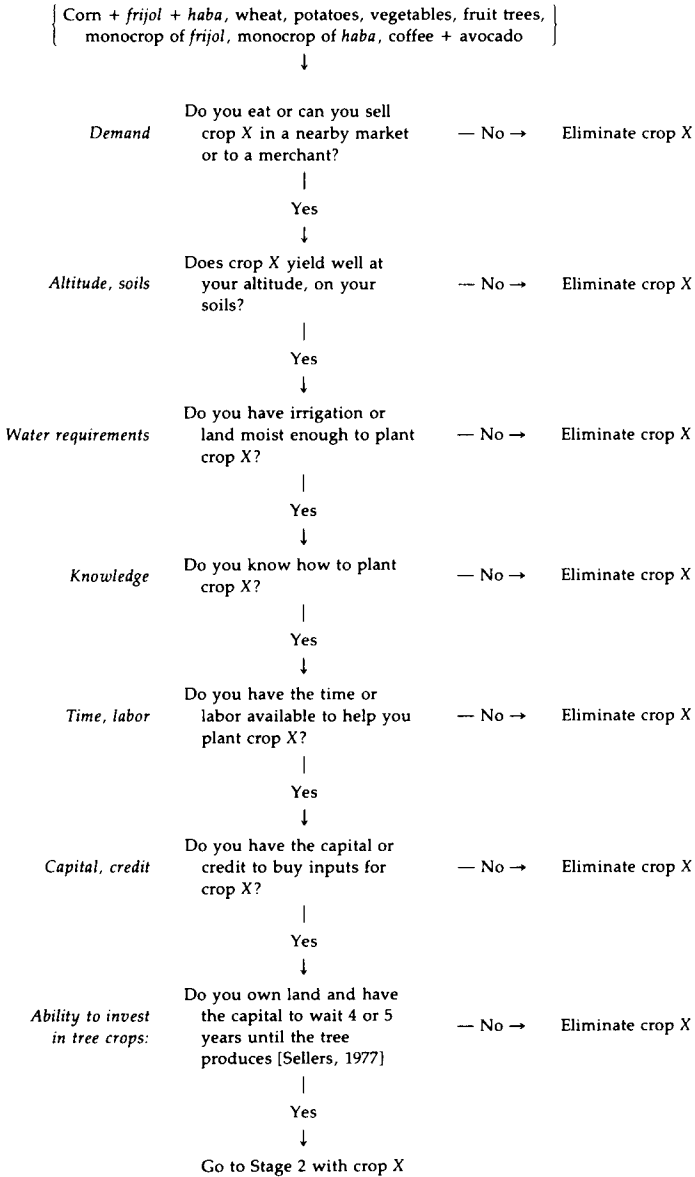 Corn + frijol + haba, wheat, potatoes, vegetables, fruit trees,
monocrop of frijol, monocrop of haba, coffee + avocado
↓
Demand
Do you eat or can you sell
crop X in a nearby market
or to a merchant?
— No →
Eliminate crop X
|
Yes
↓
Altitude, soils
Does crop X yield well at
your altitude, on your
soils?
— No →
Eliminate crop X
|
Yes
↓
Water requirements
Do you have irrigation or
land moist enough to plant
crop X?
— No →
Eliminate crop X
|
Yes
↓
Knowledge
Do you know how to plant
crop X?
— No →
Eliminate crop X
|
Yes
↓
Time, labor
Do you have the time or
labor available to help you
plant crop X?
— No →
Eliminate crop X
|
Yes
↓
Capital, credit
Do you have the capital or
credit to buy inputs for
crop X?
— No →
Eliminate crop X
|
Yes
↓
Ability to invest
in tree crops:
Do you own land and have
the capital to wait 4 or 5
years until the tree
produces [Sellers, 1977]
— No →
Eliminate crop X
|
Yes
↓
Go to Stage 2 with crop X